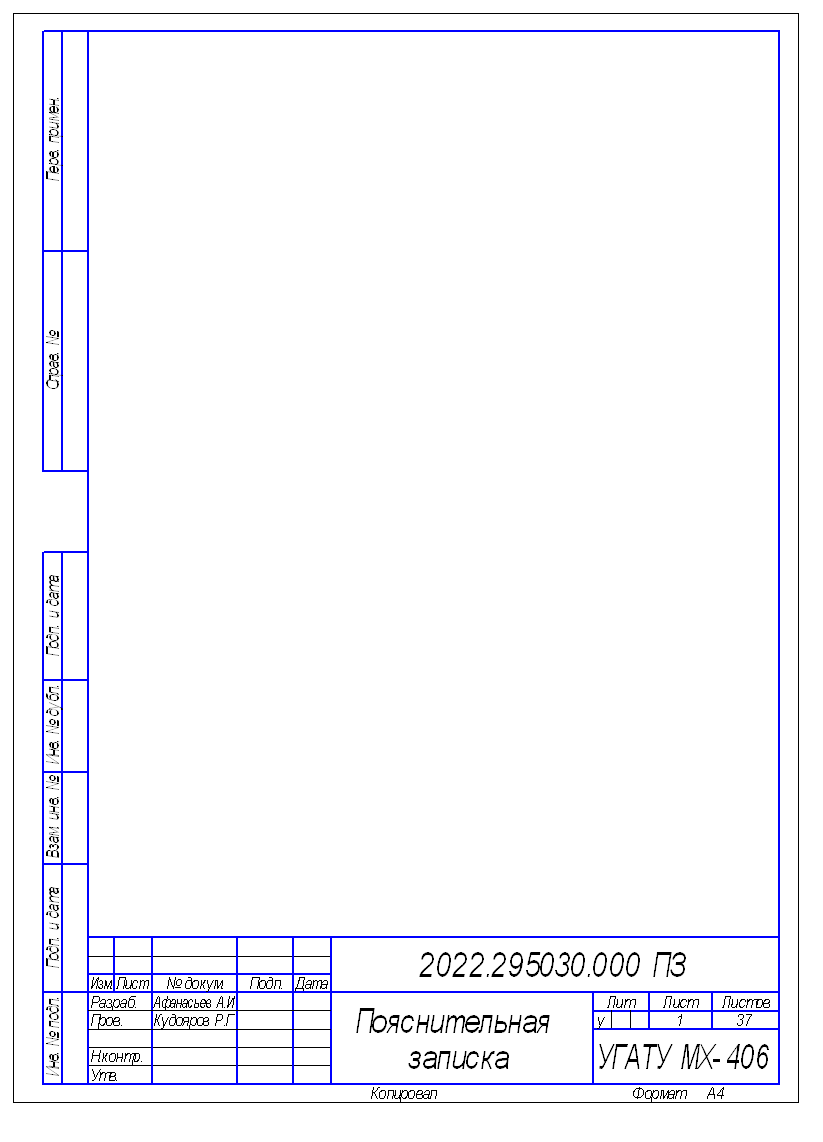 Перв. примен.
Справ. №
Подп. и дата
Инв. № дубл.
Взам. инв. №
Подп. и дата
Инв. № подл.
2022.295030.000 ПЗ
Изм Лист № докум. Подп. Дата
Разраб. Афанасьев А.И
Пров. Кудояров Р.Г
Н.контр.
Утв.
Пояснительная
записка
Лит Лист Листов
у 1 37
УГАТУ МХ-406
Копировал Формат А4